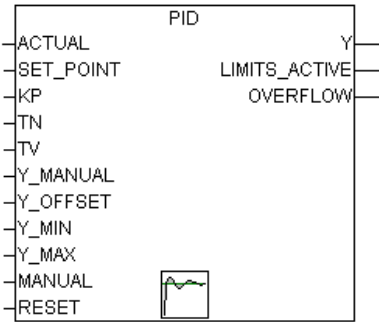 PID
ACTUAL Y
SET_POINT LIMITS_ACTIVE
KP OVERFLOW
TN
TV
Y_MANUAL
Y_OFFSET
Y_MIN
Y_MAX
MANUAL
RESET